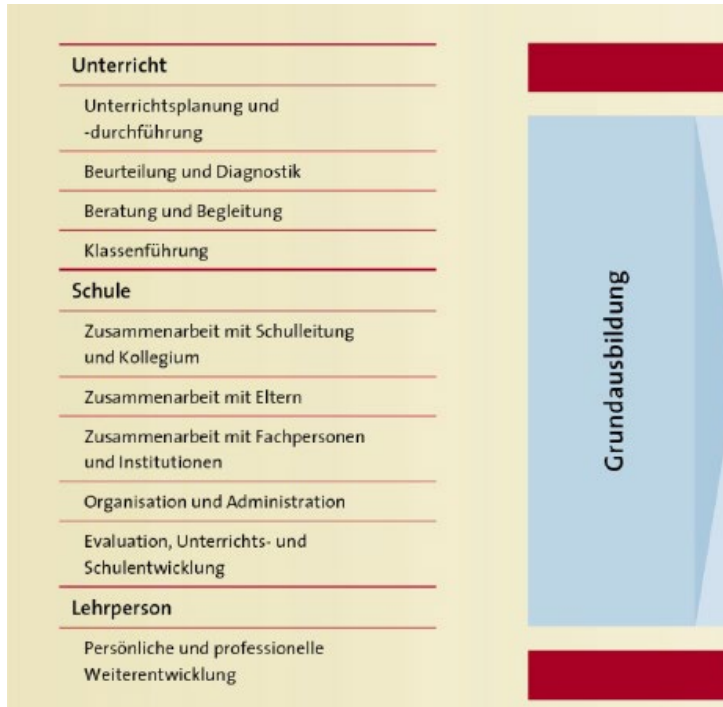 Unterricht
Unterrichtsplanung und
-durchführung
Beurteilung und Diagnostik
Beratung und Begleitung
Klassenführung
Schule
Zusammenarbeit mit Schulleitung
und Kollegium
Zusammenarbeit mit Eltern
Zusammenarbeit mit Fachpersonen
und Institutionen
Organisation und Administration
Evaluation, Unterrichts- und
Schulentwicklung
Lehrperson
Persönliche und professionelle
Weiterentwicklung
Grundausbildung